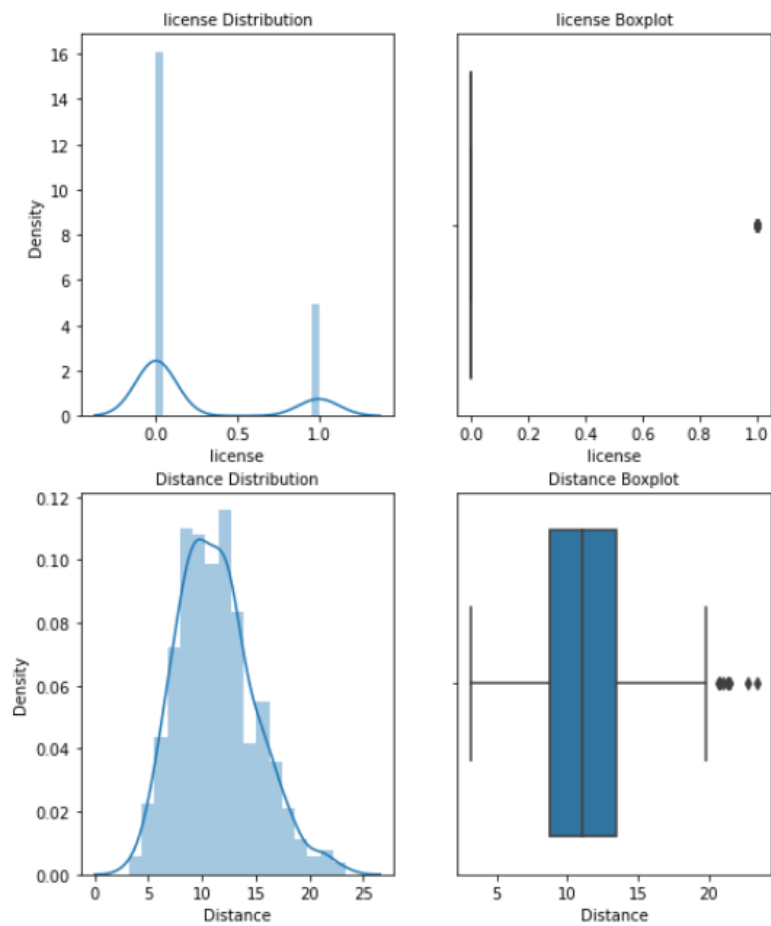 license Distribution
license Boxplot
16
14
12
10
8
6
4
2
0
Density
0.0 0.5 1.0
license
0.0 0.2 0.4 0.6 0.8 1.0
license
Distance Distribution
Distance Boxplot
0.12
0.10
0.08
0.06
0.04
0.02
0.00
Density
0 5 10 15 20 25
Distance
5 10 15 20
Distance